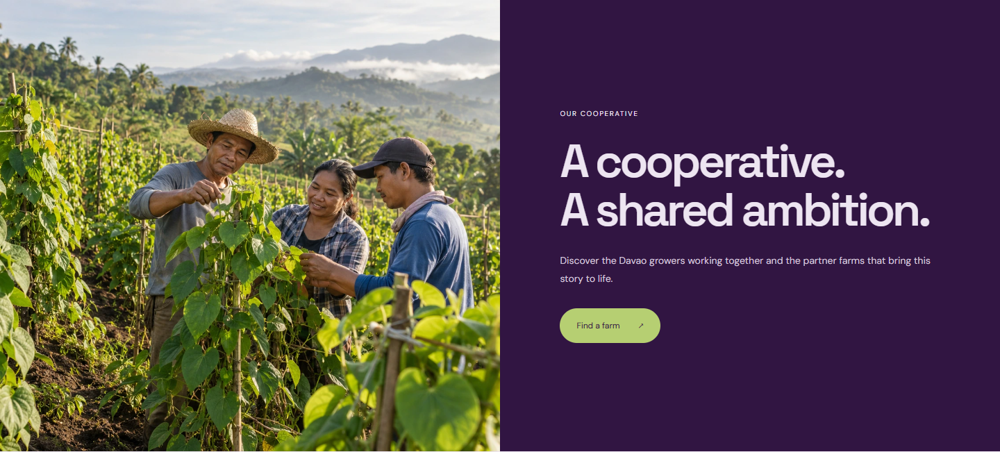 OUR COOPERATIVE
A cooperative.
A shared ambition.
Discover the Davao growers working together and the partner farms that bring this
story to life.
Find a farm ↗